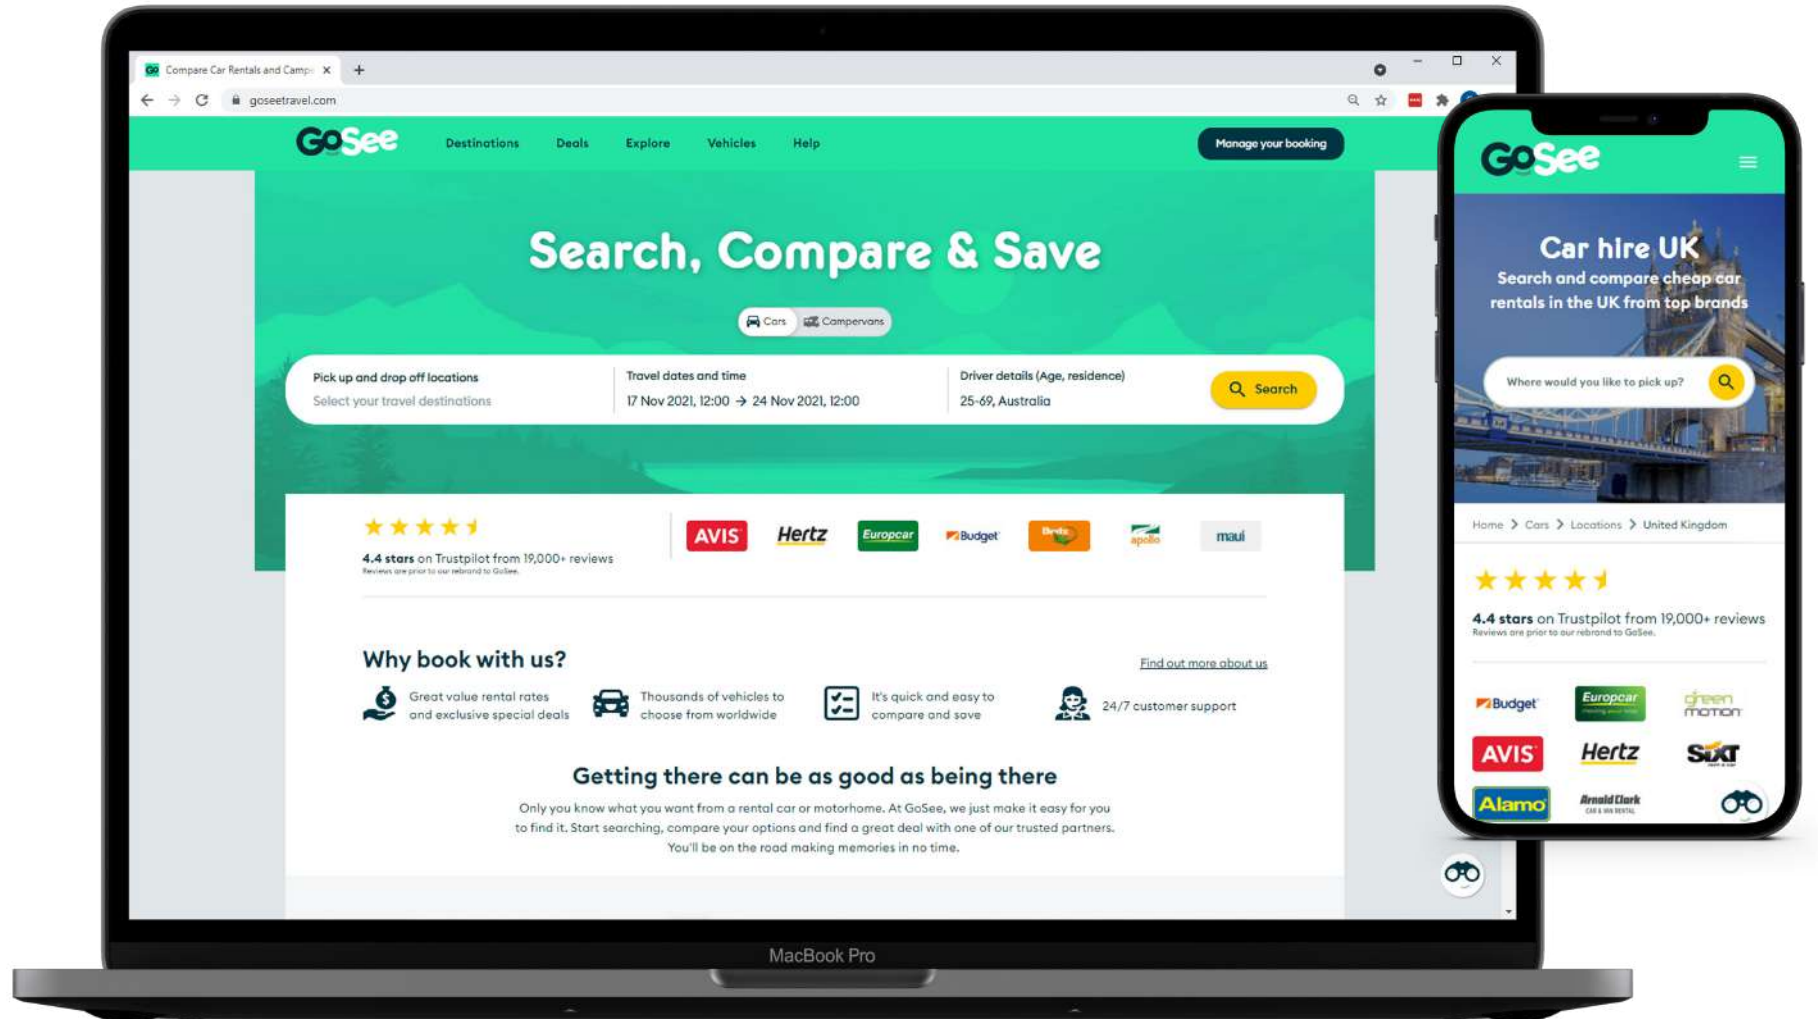 Compare Car Rentals and Camp
goseetravel.com
GoSee
Destinations
Deals
Explore
Vehicles
Help
Manage your booking
Search, Compare & Save
Cars
Campervans
Pick up and drop off locations
Select your travel destinations
Travel dates and time
17 Nov 2021, 12:00 → 24 Nov 2021, 12:00
Driver details (Age, residence)
25-69, Australia
Search
4.4 stars on Trustpilot from 19,000+ reviews
Reviews are prior to our rebrand to GoSee.
AVIS
Hertz
Europcar
Budget
Britz
apollo
maui
Why book with us?
Find out more about us
Great value rental rates
and exclusive special deals
Thousands of vehicles to
choose from worldwide
It's quick and easy to
compare and save
24/7 customer support
Getting there can be as good as being there
Only you know what you want from a rental car or motorhome. At GoSee, we just make it easy for you
to find it. Start searching, compare your options and find a great deal with one of our trusted partners.
You'll be on the road making memories in no time.
MacBook Pro
GoSee
Car hire UK
Search and compare cheap car
rentals in the UK from top brands
Where would you like to pick up?
Home > Cars > Locations > United Kingdom
4.4 stars on Trustpilot from 19,000+ reviews
Reviews are prior to our rebrand to GoSee.
Budget
Europcar
moving your way
green
motion
AVIS
Hertz
SiXT
rent a car
Alamo
Arnold Clark
CAR & VAN RENTAL